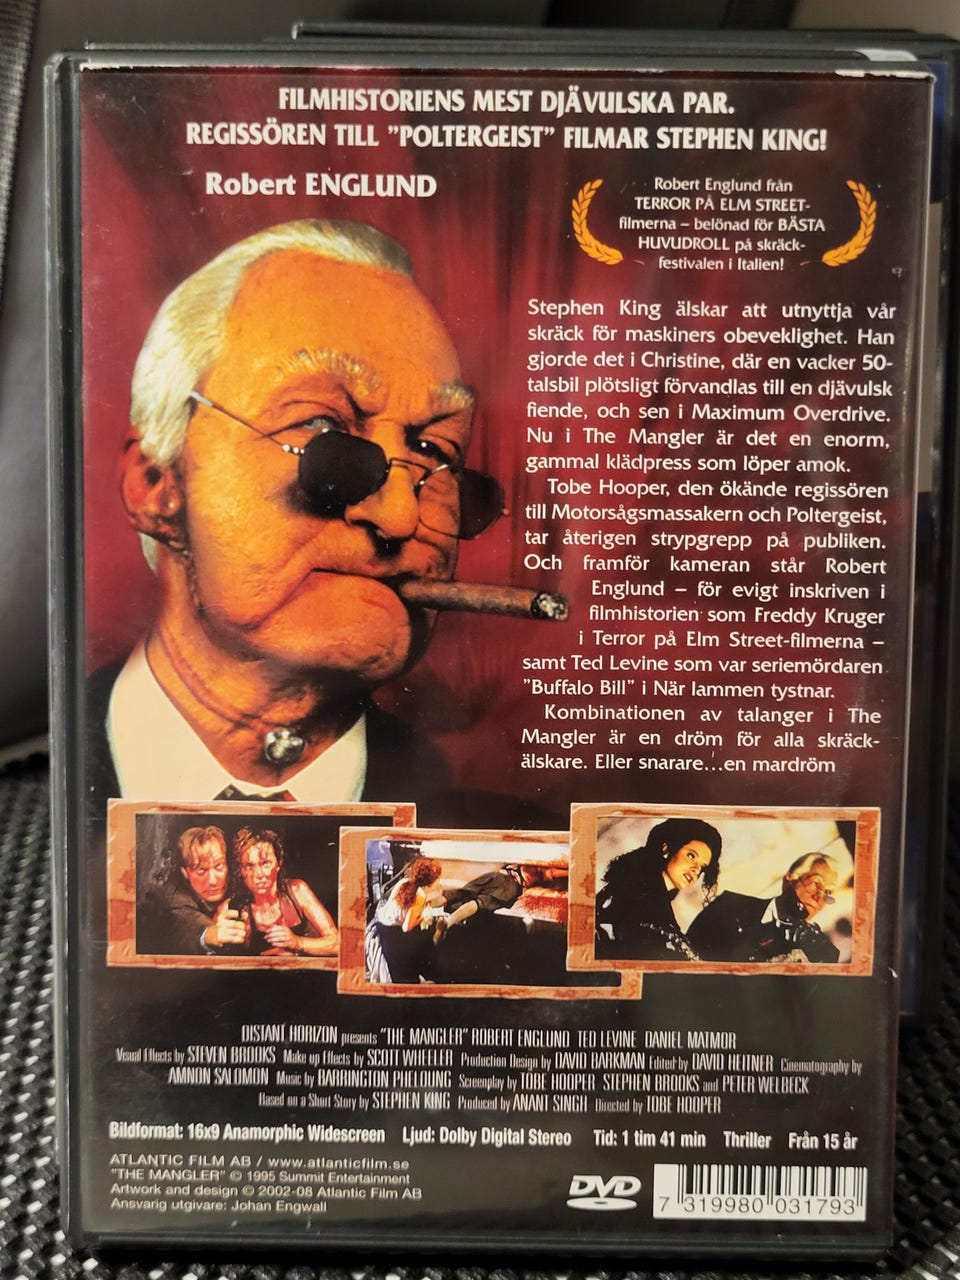 FILMHISTORIENS MEST DJÄVULSKA PAR.
REGISSÖREN TILL ”POLTERGEIST” FILMAR STEPHEN KING!
Robert ENGLUND
Robert Englund från
TERROR PÅ ELM STREET-
filmerna – belönad för BÄSTA
HUVUDROLL på skräck-
festivalen i Italien!
Stephen King älskar att utnyttja vår
skräck för maskiners obeveklighet. Han
gjorde det i Christine, där en vacker 50-
talsbil plötsligt förvandlas till en djävulsk
fiende, och sen i Maximum Overdrive.
Nu i The Mangler är det en enorm,
gammal klädpress som löper amok.
Tobe Hooper, den ökände regissören
till Motorsågsmassakern och Poltergeist,
tar återigen strypgrepp på publiken.
Och framför kameran står Robert
Englund – för evigt inskriven i
filmhistorien som Freddy Kruger
i Terror på Elm Street-filmerna –
samt Ted Levine som var seriemördaren
”Buffalo Bill” i När lammen tystnar.
Kombinationen av talanger i The
Mangler är en dröm för alla skräck-
älskare. Eller snarare...en mardröm
DISTANT HORIZON presents "THE MANGLER" ROBERT ENGLUND TED LEVINE DANIEL MATMOR
Visual Effects by STEVEN BROOKS Make up Effects by SCOTT WHEELER Production Design by DAVID BARKMAN Edited by DAVID HEITNER Cinematography by
AMNON SALOMON Music by BARRINGTON PHELOUNG Screenplay by TOBE HOOPER STEPHEN BROOKS and PETER WELBECK
Based on a Short Story by STEPHEN KING Produced by ANANT SINGH Directed by TOBE HOOPER
Bildformat: 16x9 Anamorphic Widescreen Ljud: Dolby Digital Stereo Tid: 1 tim 41 min Thriller Från 15 år
ATLANTIC FILM AB / www.atlanticfilm.se
"THE MANGLER" © 1995 Summit Entertainment
Artwork and design © 2002-08 Atlantic Film AB
Ansvarig utgivare: Johan Engwall
DVD
7 319980 031793